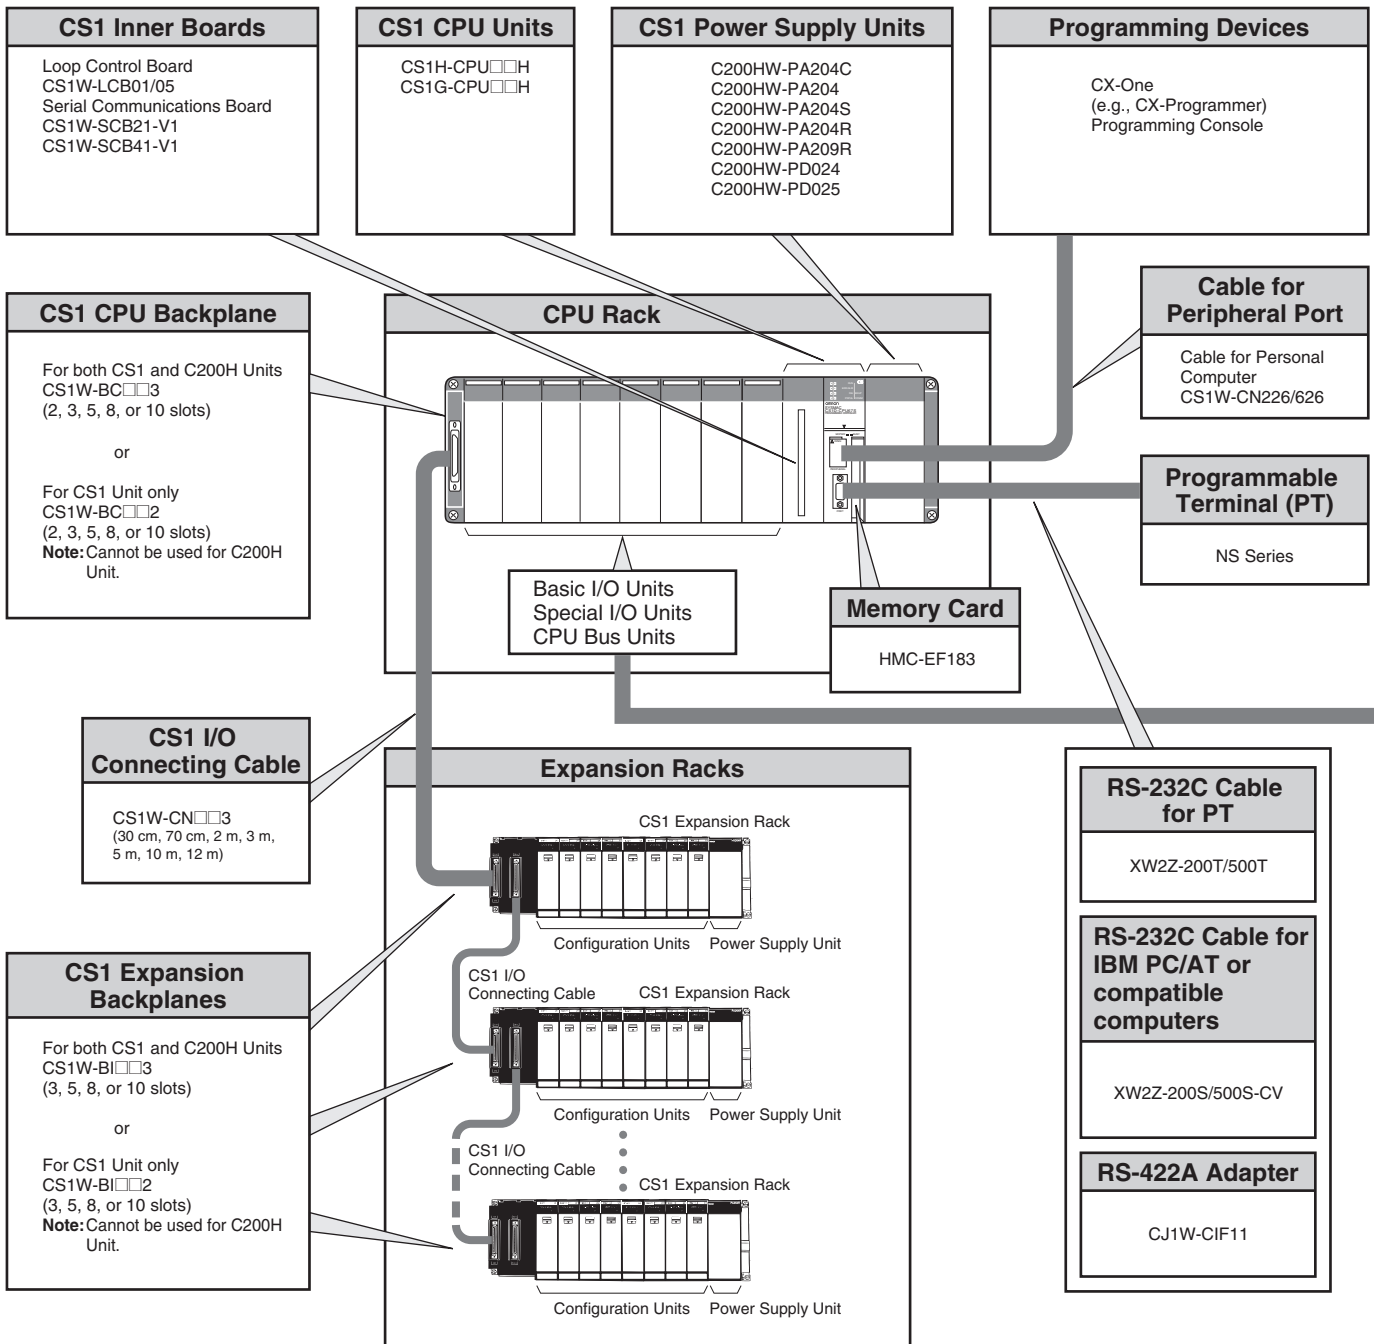 CS1 Inner Boards
Loop Control Board
CS1W-LCB01/05
Serial Communications Board
CS1W-SCB21-V1
CS1W-SCB41-V1
CS1 CPU Units
CS1H-CPU□□H
CS1G-CPU□□H
CS1 Power Supply Units
C200HW-PA204C
C200HW-PA204
C200HW-PA204S
C200HW-PA204R
C200HW-PA209R
C200HW-PD024
C200HW-PD025
Programming Devices
CX-One
(e.g., CX-Programmer)
Programming Console
CS1 CPU Backplane
For both CS1 and C200H Units
CS1W-BC□□3
(2, 3, 5, 8, or 10 slots)
or
For CS1 Unit only
CS1W-BC□□2
(2, 3, 5, 8, or 10 slots)
Note: Cannot be used for C200H
Unit.
CPU Rack
Basic I/O Units
Special I/O Units
CPU Bus Units
Memory Card
HMC-EF183
Cable for
Peripheral Port
Cable for Personal
Computer
CS1W-CN226/626
Programmable
Terminal (PT)
NS Series
CS1 I/O
Connecting Cable
CS1W-CN□□3
(30 cm, 70 cm, 2 m, 3 m,
5 m, 10 m, 12 m)
Expansion Racks
CS1 Expansion Rack
Configuration Units Power Supply Unit
CS1 I/O
Connecting Cable
CS1 Expansion Rack
Configuration Units Power Supply Unit
CS1 I/O
Connecting Cable
CS1 Expansion Rack
Configuration Units Power Supply Unit
CS1 Expansion
Backplanes
For both CS1 and C200H Units
CS1W-BI□□3
(3, 5, 8, or 10 slots)
or
For CS1 Unit only
CS1W-BI□□2
(3, 5, 8, or 10 slots)
Note: Cannot be used for C200H
Unit.
RS-232C Cable
for PT
XW2Z-200T/500T
RS-232C Cable for
IBM PC/AT or
compatible
computers
XW2Z-200S/500S-CV
RS-422A Adapter
CJ1W-CIF11